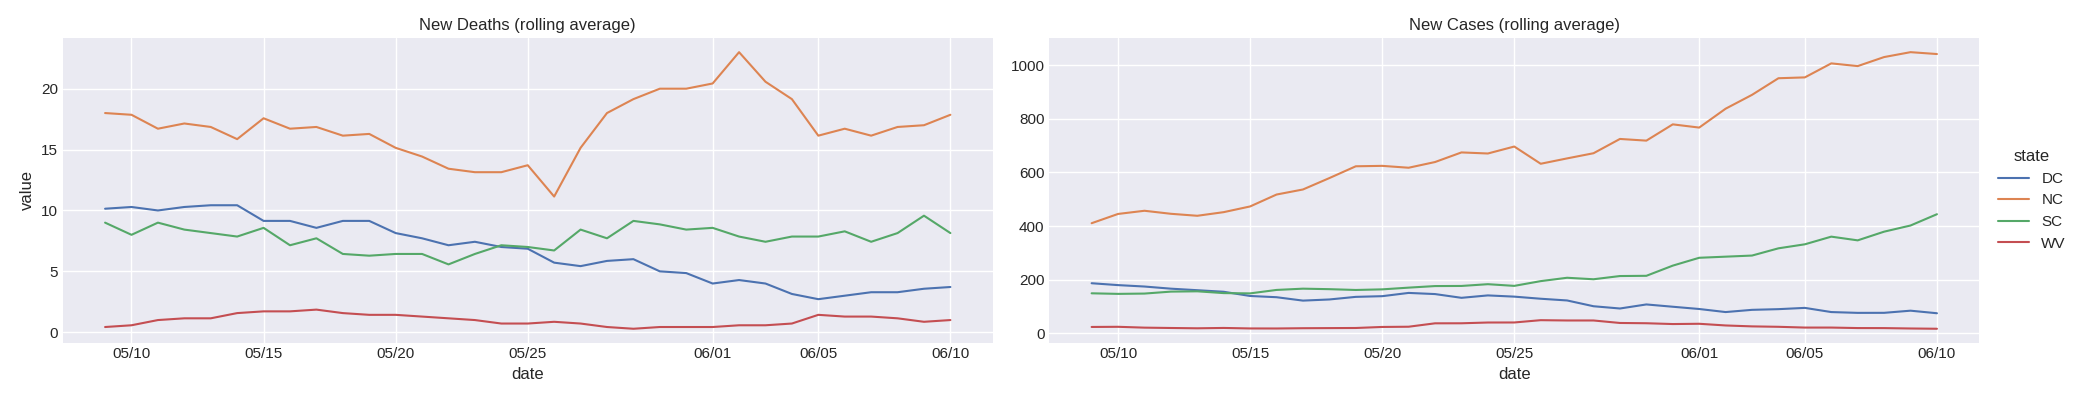 New Deaths (rolling average)
value
20
15
10
5
0
05/10 05/15 05/20 05/25 06/01 06/05 06/10
date
New Cases (rolling average)
1000
800
600
400
200
0
05/10 05/15 05/20 05/25 06/01 06/05 06/10
date
state
DC
NC
SC
WV